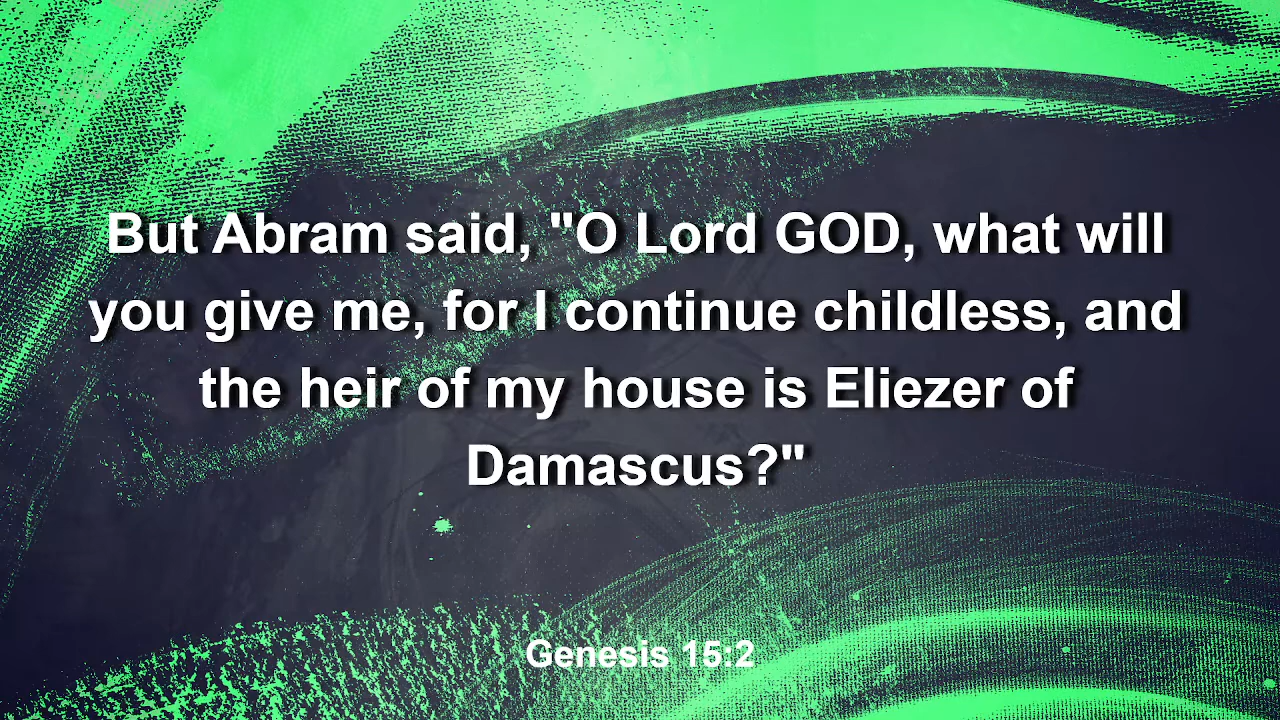 But Abram said, "O Lord GOD, what will
you give me, for I continue childless, and
the heir of my house is Eliezer of
Damascus?"
Genesis 15:2